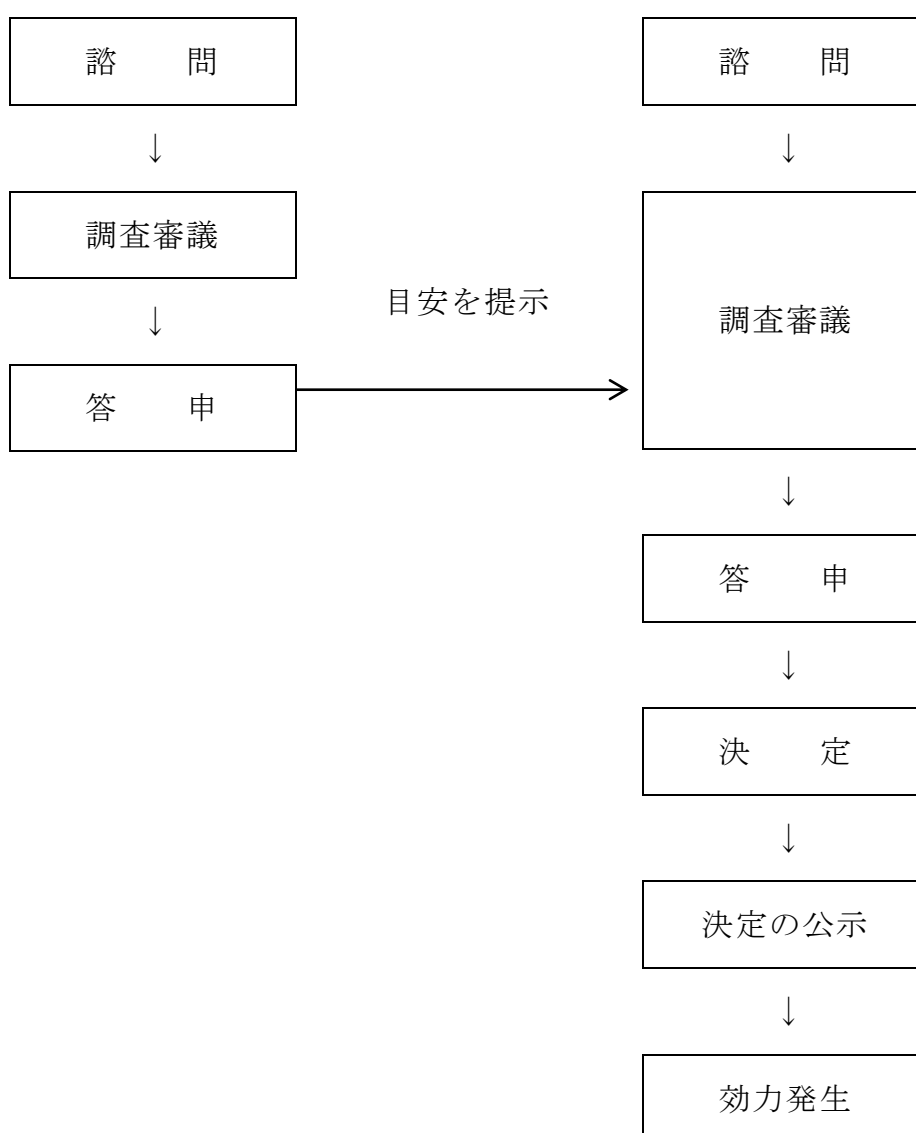 諮　　問
↓
調査審議
↓
答　　申
目安を提示
諮　　問
↓
調査審議
↓
答　　申
↓
決　　定
↓
決定の公示
↓
効力発生